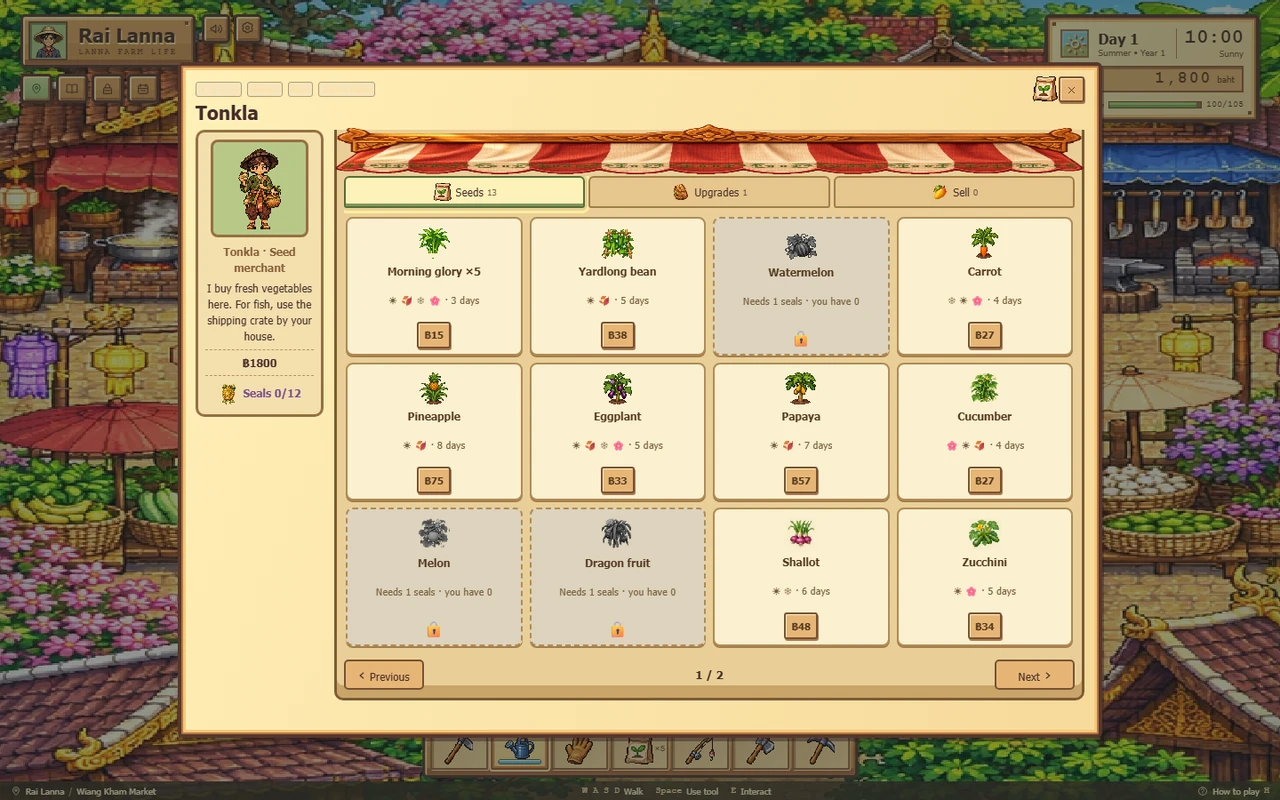 Rai Lanna
LANNA FARM LIFE
Day 1
Summer • Year 1
10:00
Sunny
1,800 baht
100/105
Tonkla
Tonkla · Seed
merchant
I buy fresh vegetables
here. For fish, use the
shipping crate by your
house.
฿1800
Seals 0/12
Seeds 13
Upgrades 1
Sell 0
Morning glory ×5
· 3 days
฿15
Yardlong bean
· 5 days
฿38
Watermelon
Needs 1 seals · you have 0
Carrot
· 4 days
฿27
Pineapple
· 8 days
฿75
Eggplant
· 5 days
฿33
Papaya
· 7 days
฿57
Cucumber
· 4 days
฿27
Melon
Needs 1 seals · you have 0
Dragon fruit
Needs 1 seals · you have 0
Shallot
· 6 days
฿48
Zucchini
· 5 days
฿34
‹ Previous
1 / 2
Next ›
×5
Rai Lanna / Wiang Kham Market
W A S D Walk Space Use tool E Interact
How to play H